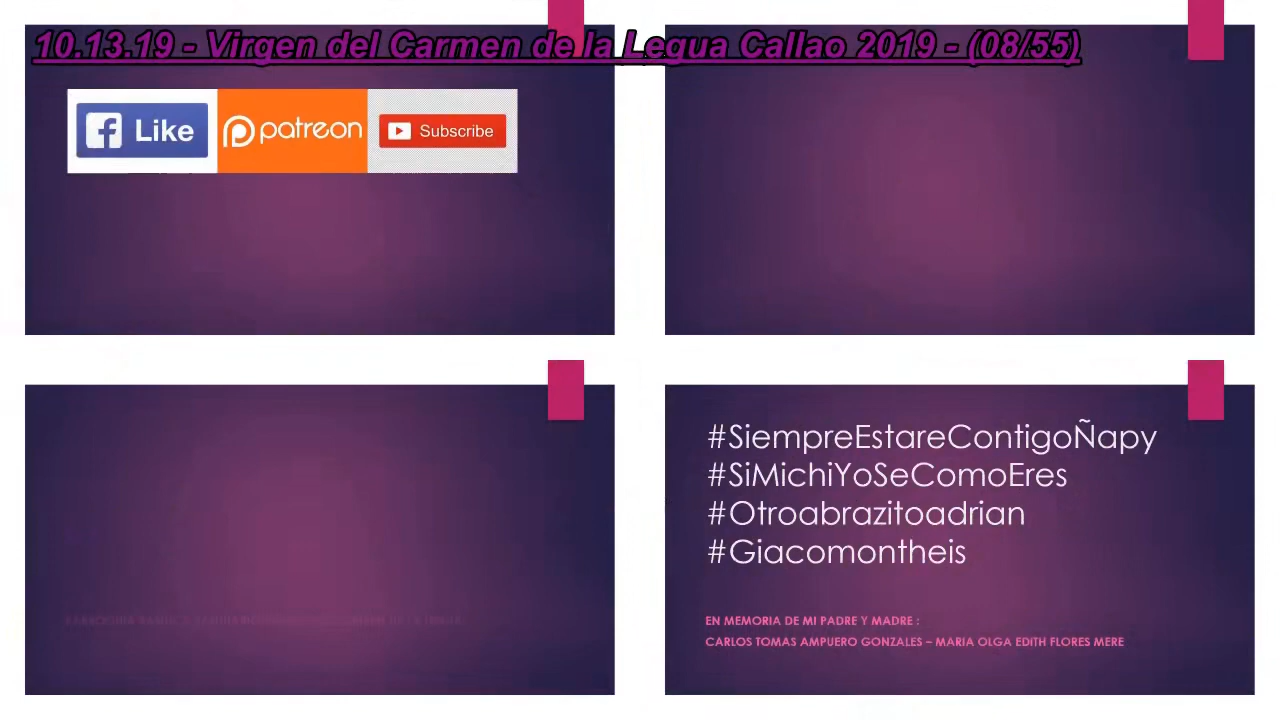 10.13.19 - Virgen del Carmen de la Legua Callao 2019 - (08/55)
Like
patreon
Subscribe
#SiempreEstareContigoÑapy
#SiMichiYoSeComoEres
#Otroabrazitoadrian
#Giacomontheis
EN MEMORIA DE MI PADRE Y MADRE :
CARLOS TOMAS AMPUERO GONZALES – MARIA OLGA EDITH FLORES MERE